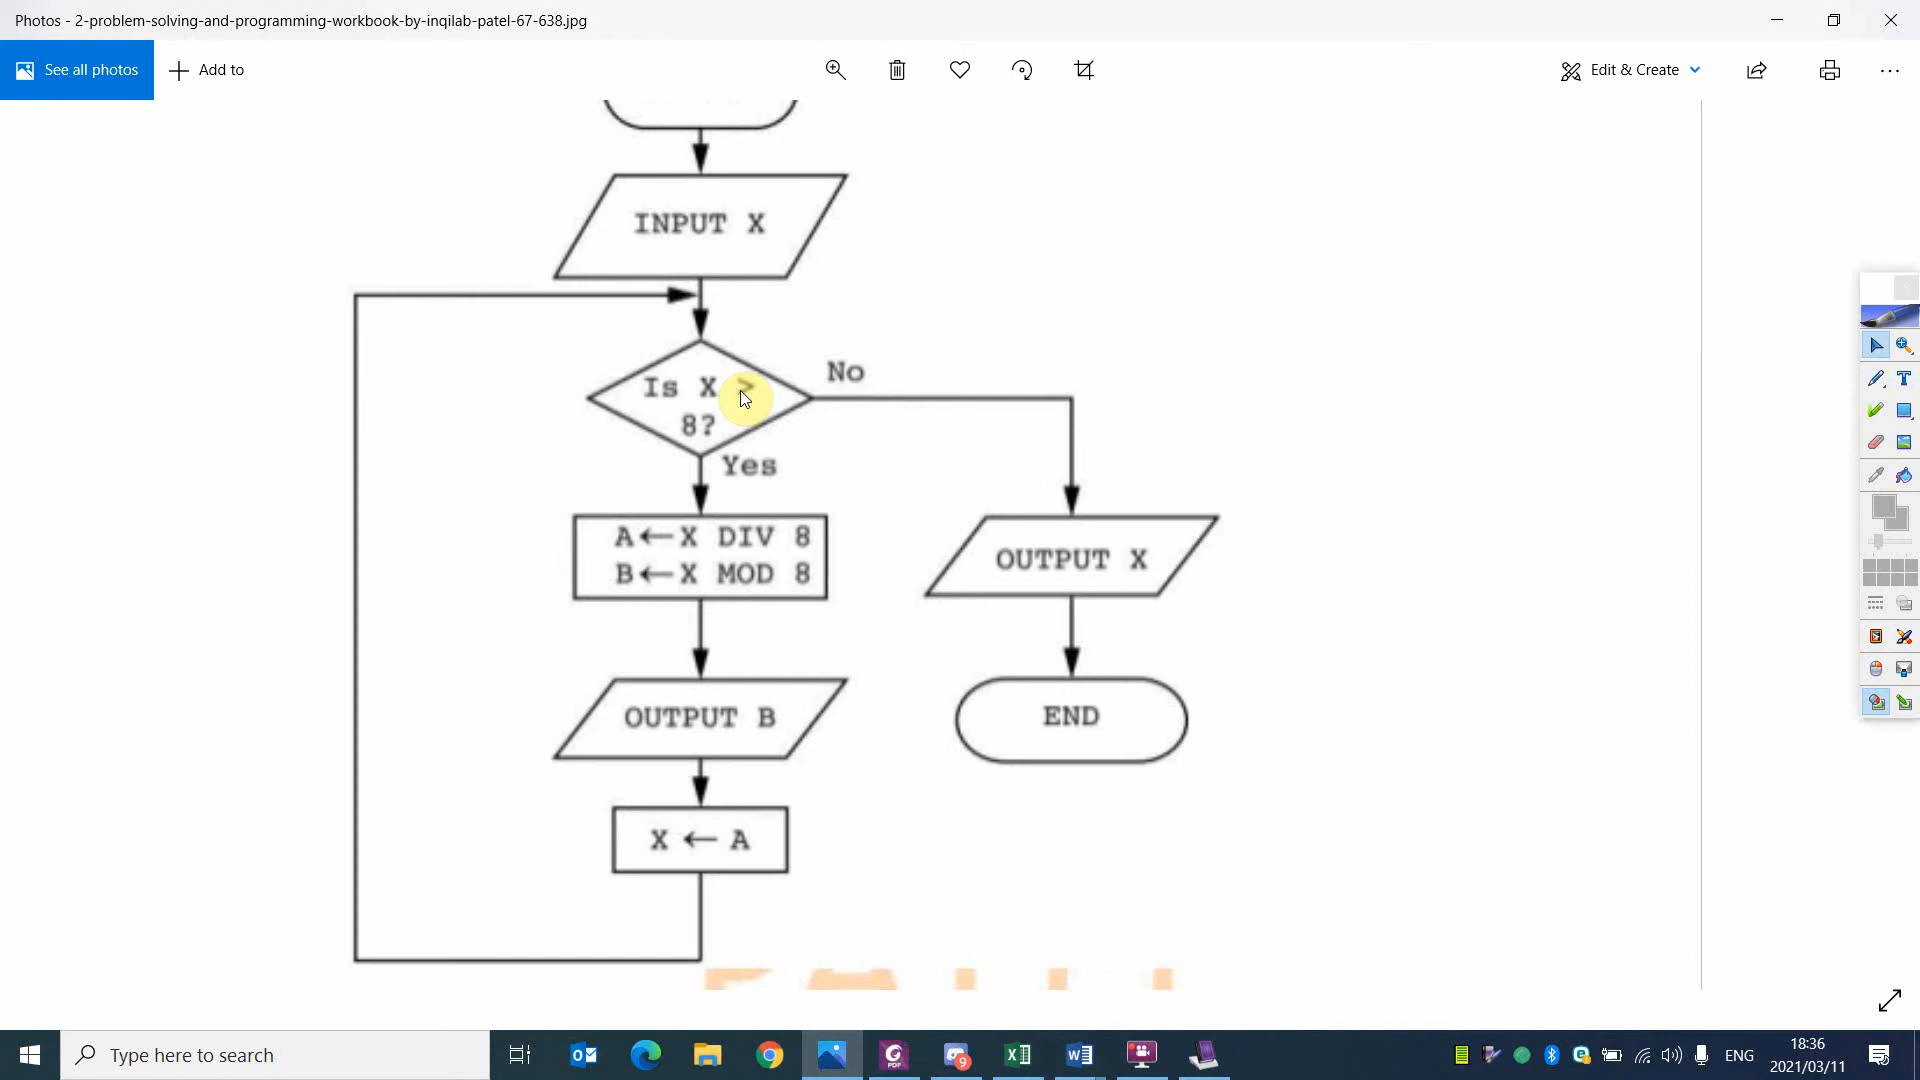 Photos - 2-problem-solving-and-programming-workbook-by-inqilab-patel-67-638.jpg
See all photos
Add to
Edit & Create
INPUT X
Is X >
8?
No
Yes
A←X DIV 8
B←X MOD 8
OUTPUT X
OUTPUT B
END
X ← A
Type here to search
9
ENG
18:36
2021/03/11